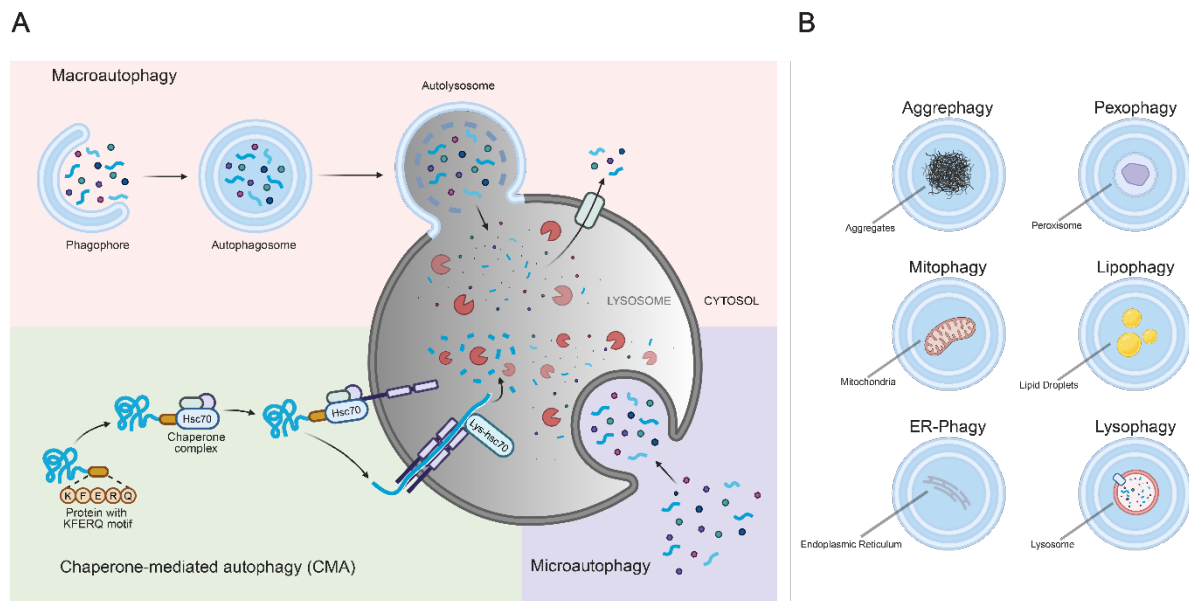 A
Macroautophagy
Autolysosome
Phagophore
Autophagosome
LYSOSOME
CYTOSOL
Hsc70
Chaperone
complex
Hsc70
Lys-hsc70
K F E R Q
Protein with
KFERQ motif
Chaperone-mediated autophagy (CMA)
Microautophagy
B
Aggrephagy
Aggregates
Pexophagy
Peroxisome
Mitophagy
Mitochondria
Lipophagy
Lipid Droplets
ER-Phagy
Endoplasmic Reticulum
Lysophagy
Lysosome